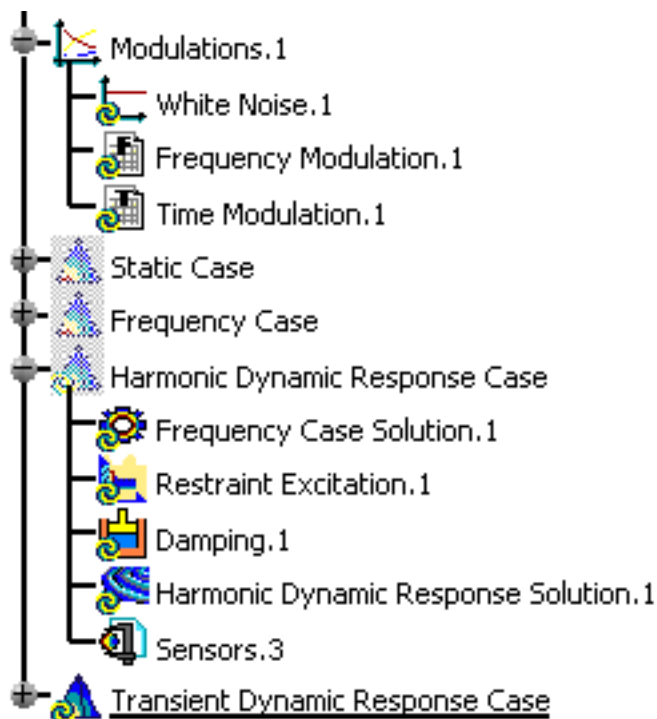 Modulations.1
White Noise.1
Frequency Modulation.1
Time Modulation.1
Static Case
Frequency Case
Harmonic Dynamic Response Case
Frequency Case Solution.1
Restraint Excitation.1
Damping.1
Harmonic Dynamic Response Solution.1
Sensors.3
Transient Dynamic Response Case